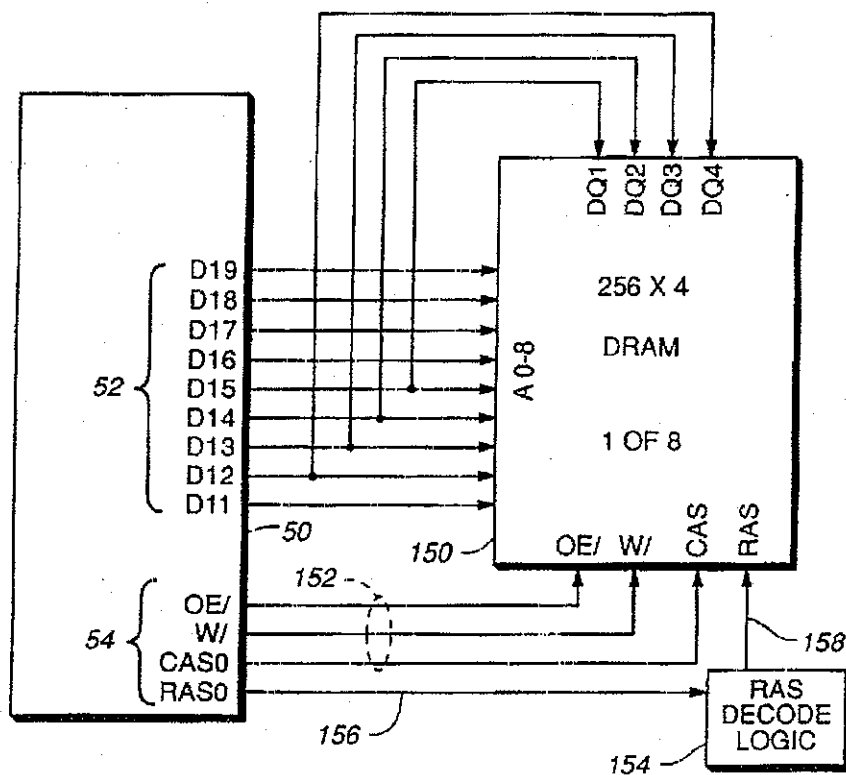 DQ1
DQ2
DQ3
DQ4
D19
D18
D17
D16
D15
D14
D13
D12
D11
52
A 0-8
256 X 4
DRAM
1 OF 8
50
150
OE/
W/
CAS
RAS
152
54
OE/
W/
CAS0
RAS0
156
158
RAS
DECODE
LOGIC
154